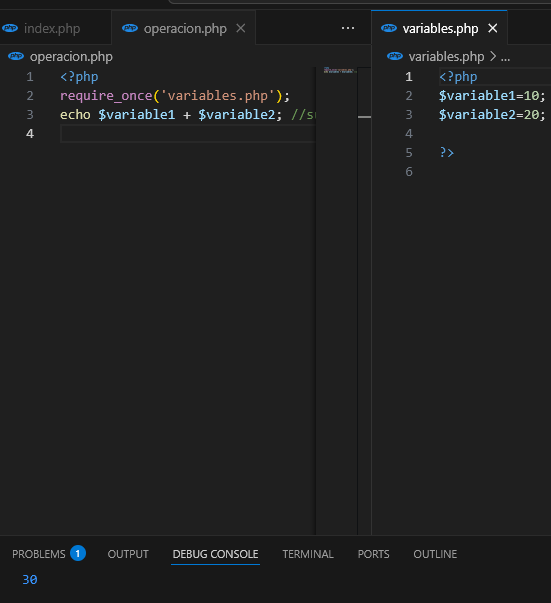 index.php
operacion.php
variables.php
operacion.php
variables.php > ...
1 <?php
2 require_once('variables.php');
3 echo $variable1 + $variable2; //su
4
1 <?php
2 $variable1=10;
3 $variable2=20;
4
5 ?>
6
PROBLEMS 1 OUTPUT DEBUG CONSOLE TERMINAL PORTS OUTLINE
30